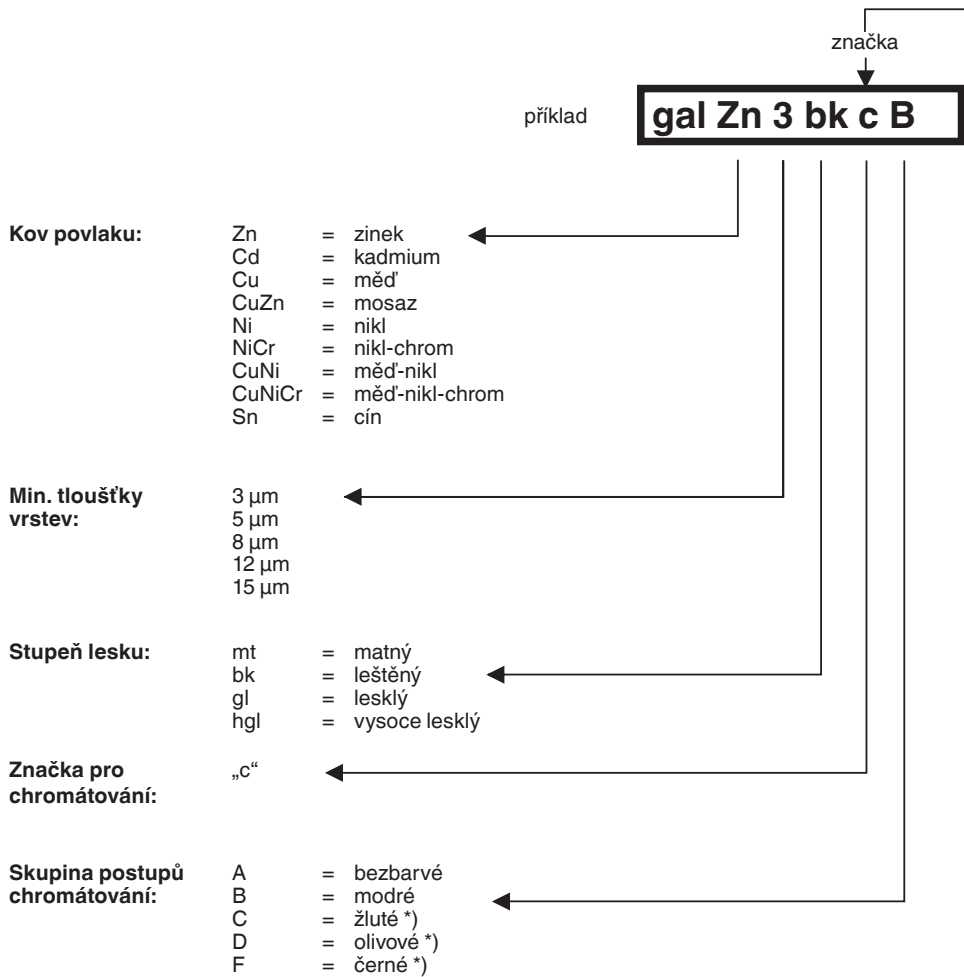 značka
příklad
gal Zn 3 bk c B
Kov povlaku: Zn = zinek
Cd = kadmium
Cu = měď
CuZn = mosaz
Ni = nikl
NiCr = nikl-chrom
CuNi = měď-nikl
CuNiCr = měď-nikl-chrom
Sn = cín
Min. tloušťky 3 µm
vrstev: 5 µm
8 µm
12 µm
15 µm
Stupeň lesku: mt = matný
bk = leštěný
gl = lesklý
hgl = vysoce lesklý
Značka pro „c“
chromátování:
Skupina postupů A = bezbarvé
chromátování: B = modré
C = žluté *)
D = olivové *)
F = černé *)